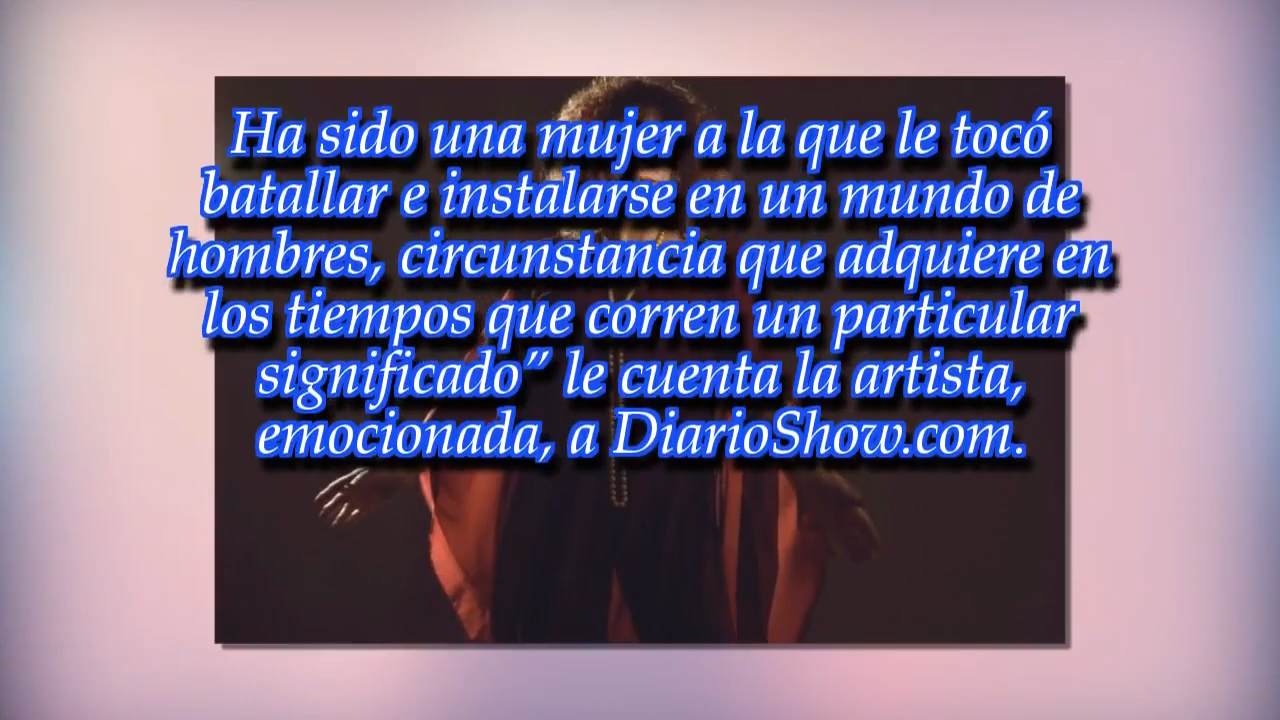 Ha sido una mujer a la que le tocó
batallar e instalarse en un mundo de
hombres, circunstancia que adquiere en
los tiempos que corren un particular
significado” le cuenta la artista,
emocionada, a DiarioShow.com.